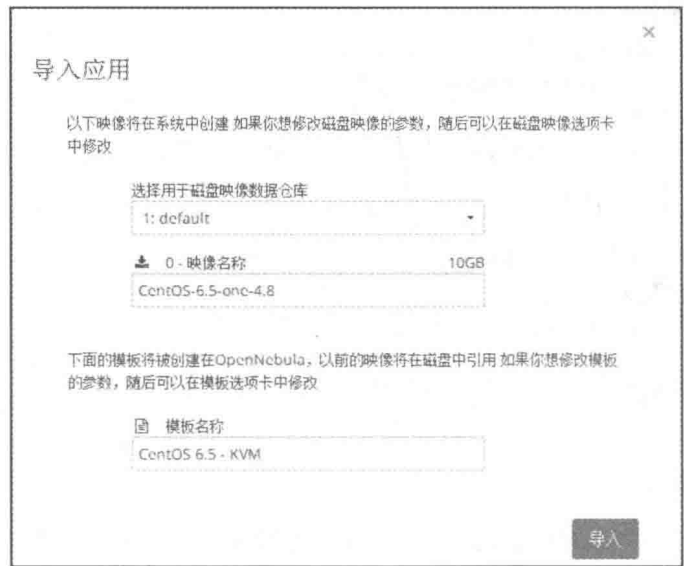 ×
导入应用
以下映像将在系统中创建 如果你想修改磁盘映像的参数，随后可以在磁盘映像选项卡
中修改
选择用于磁盘映像数据仓库
1: default
0 - 映像名称 10GB
CentOS-6.5-one-4.8
下面的模板将被创建在OpenNebula，以前的映像将在磁盘中引用 如果你想修改模板
的参数，随后可以在模板选项卡中修改
模板名称
CentOS 6.5 - KVM
导入